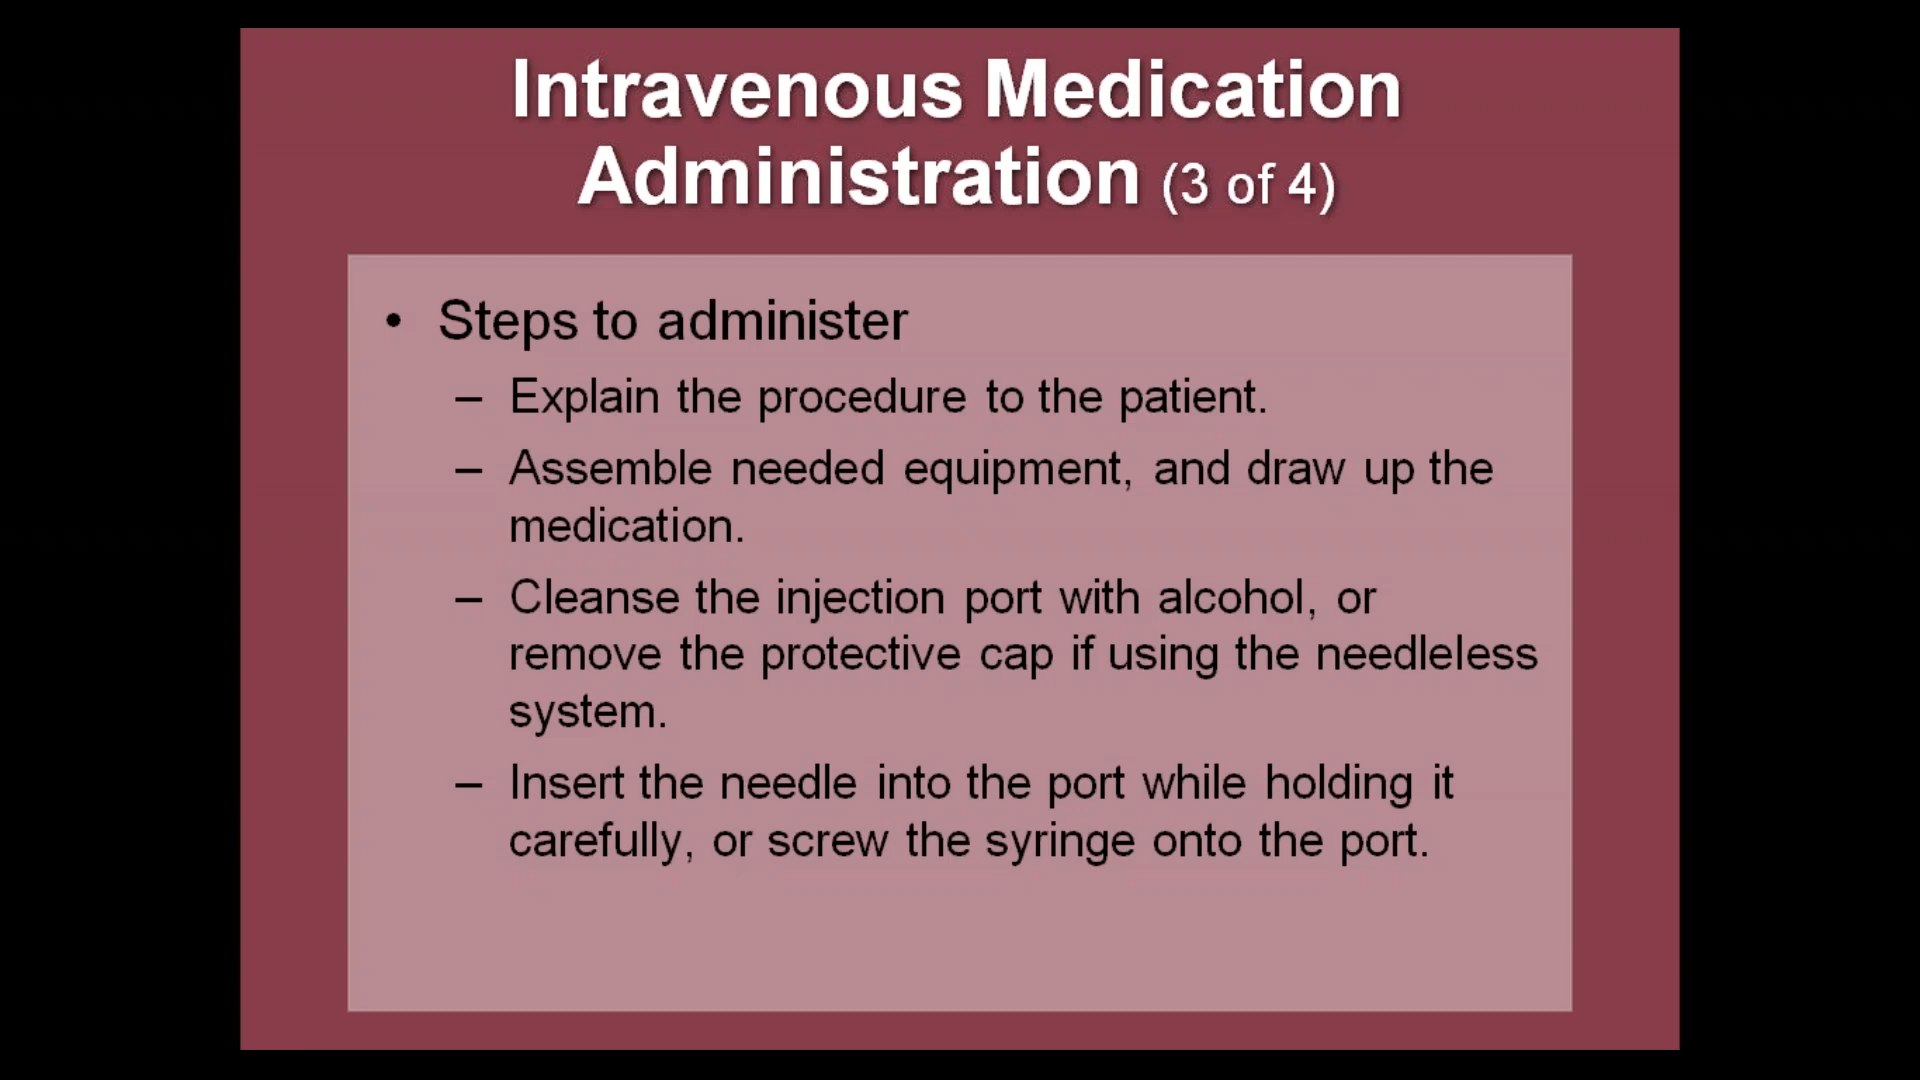 Intravenous Medication
Administration (3 of 4)
• Steps to administer
– Explain the procedure to the patient.
– Assemble needed equipment, and draw up the
medication.
– Cleanse the injection port with alcohol, or
remove the protective cap if using the needleless
system.
– Insert the needle into the port while holding it
carefully, or screw the syringe onto the port.